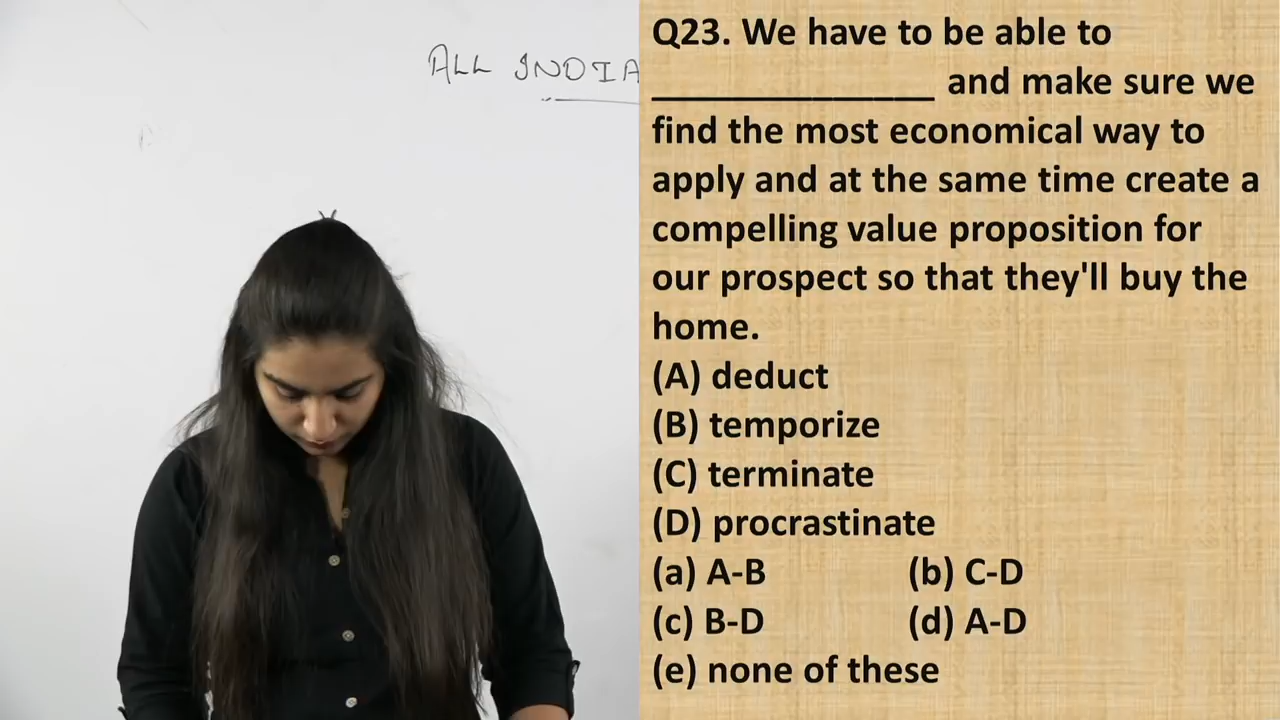 ALL INDIA
Q23. We have to be able to
______________ and make sure we
find the most economical way to
apply and at the same time create a
compelling value proposition for
our prospect so that they'll buy the
home.
(A) deduct
(B) temporize
(C) terminate
(D) procrastinate
(a) A-B (b) C-D
(c) B-D (d) A-D
(e) none of these